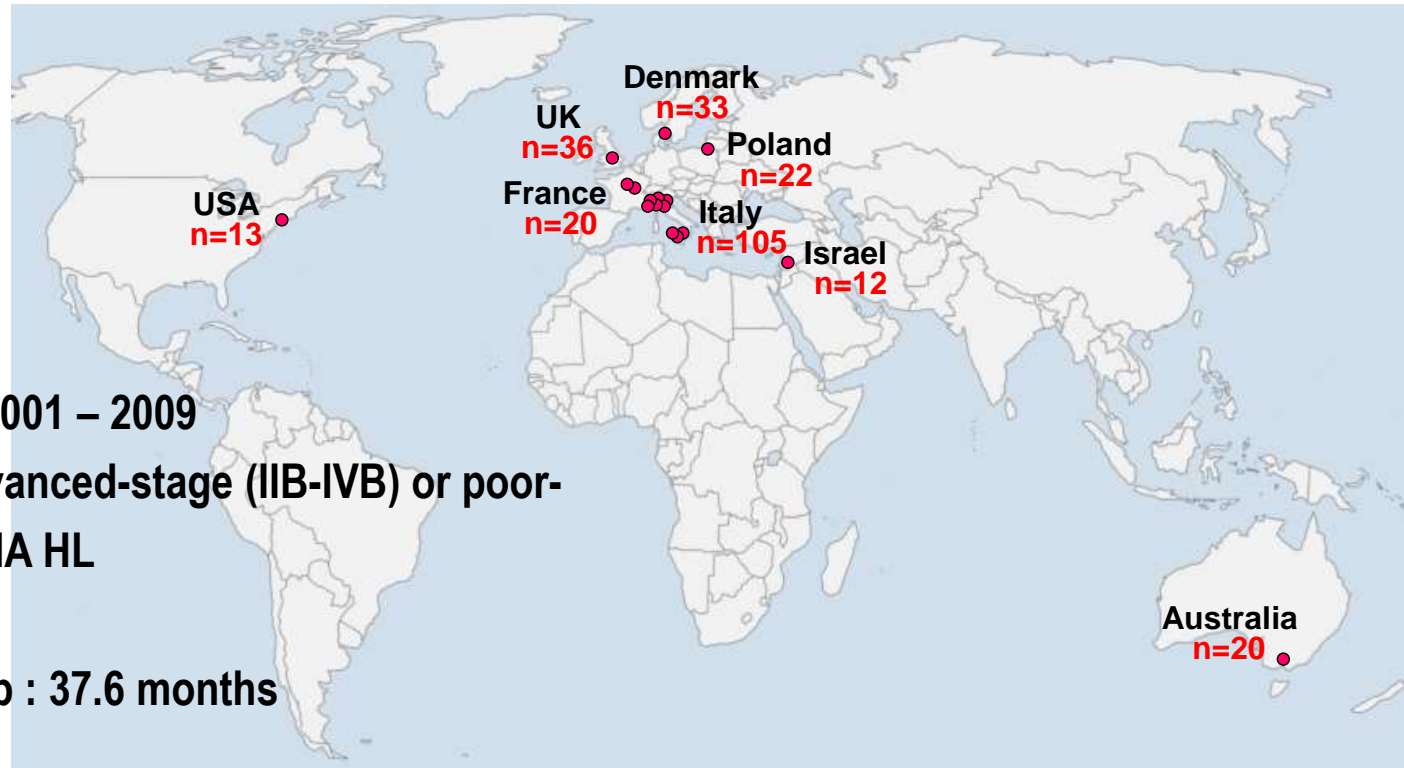 Denmark
n=33
UK
n=36
Poland
n=22
France
n=20
USA
n=13
Italy
n=105
Israel
n=12
001 – 2009
vanced-stage (IIB-IVB) or poor-
IA HL
Australia
n=20
: 37.6 months